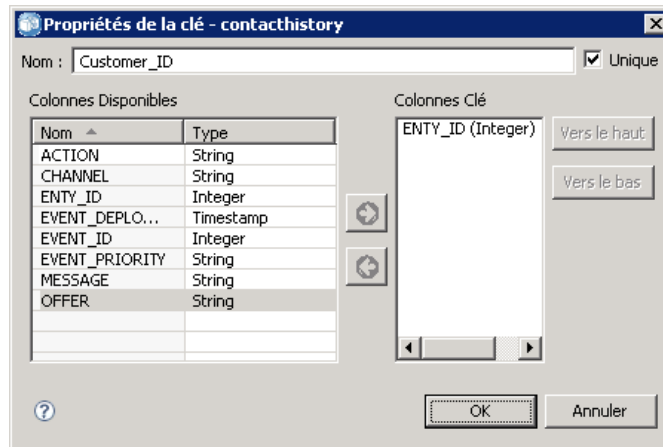 Propriétés de la clé - contacthistory
Nom : Customer_ID Unique
Colonnes Disponibles Colonnes Clé
Nom Type
ENTY_ID (Integer) Vers le haut
ACTION String
CHANNEL String
Vers le bas
ENTY_ID Integer
EVENT_DEPLO... Timestamp
EVENT_ID Integer
EVENT_PRIORITY String
MESSAGE String
OFFER String
? OK Annuler